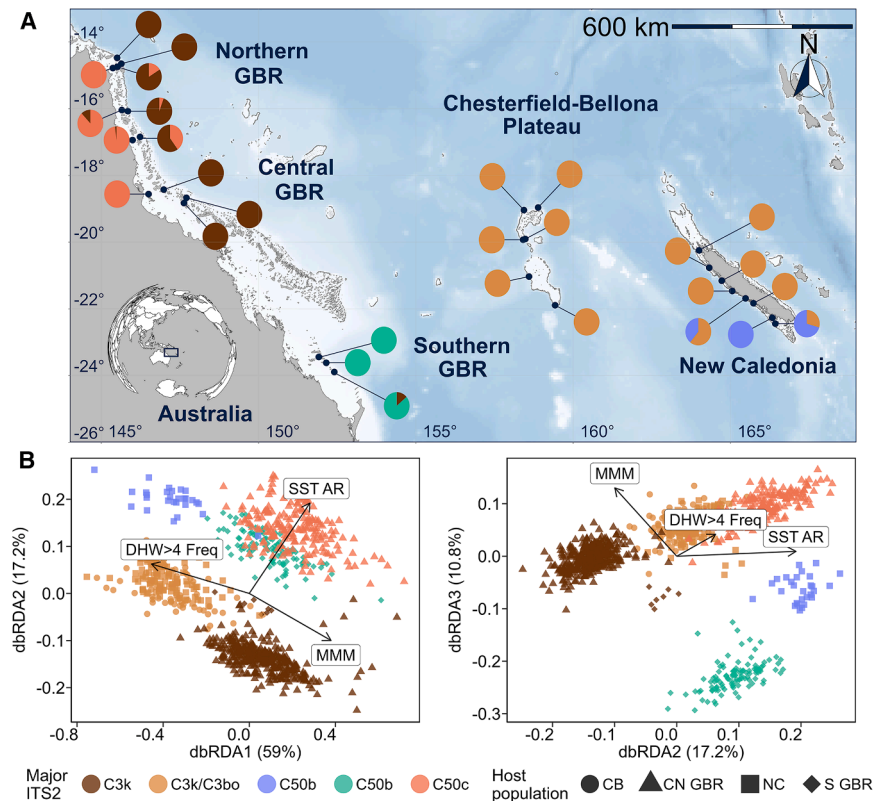 A
600 km
N
-14°
-16°
-18°
-20°
-22°
-24°
-26°
145°
150°
155°
160°
165°
Northern
GBR
Central
GBR
Southern
GBR
Chesterfield-Bellona
Plateau
New Caledonia
Australia
B
SST AR
DHW>4 Freq
MMM
dbRDA2 (17.2%)
0.2
0.1
0.0
-0.1
-0.2
-0.8
-0.4
0.0
0.4
dbRDA1 (59%)
MMM
DHW>4 Freq
SST AR
dbRDA3 (10.8%)
0.1
0.0
-0.1
-0.2
-0.3
-0.2
-0.1
0.0
0.1
0.2
dbRDA2 (17.2%)
Major
ITS2
C3k
C3k/C3bo
C50b
C50b
C50c
Host
population
CB
CN GBR
NC
S GBR